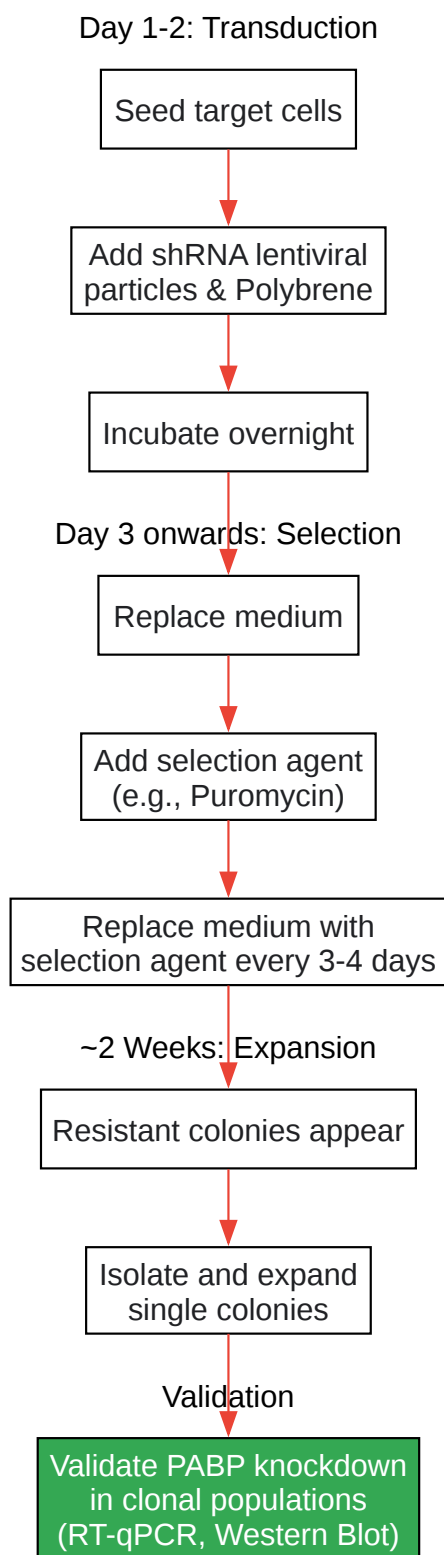 Day 1-2: Transduction
Seed target cells
Add shRNA lentiviral
particles & Polybrene
Incubate overnight
Day 3 onwards: Selection
Replace medium
Add selection agent
(e.g., Puromycin)
Replace medium with
selection agent every 3-4 days
~2 Weeks: Expansion
Resistant colonies appear
Isolate and expand
single colonies
Validation
Validate PABP knockdown
in clonal populations
(RT-qPCR, Western Blot)